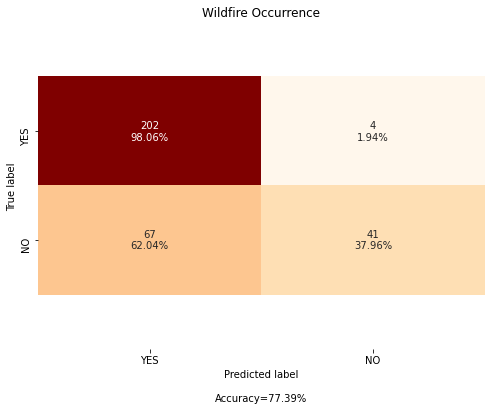 Wildfire Occurrence
True label
YES
202
98.06%
4
1.94%
NO
67
62.04%
41
37.96%
YES
NO
Predicted label
Accuracy=77.39%